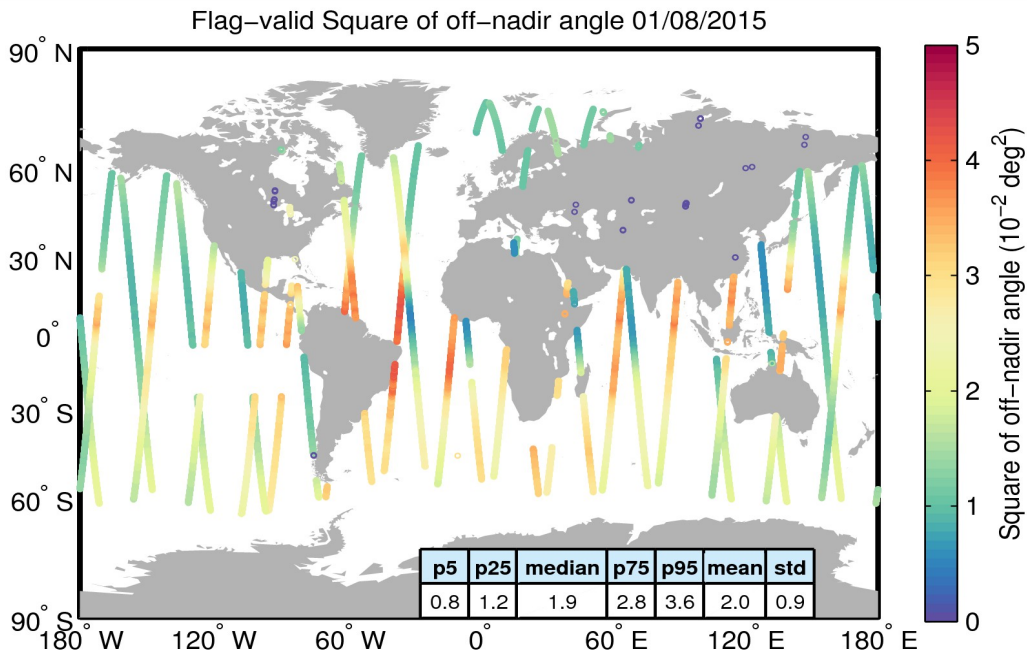 Flag−valid Square of off−nadir angle 01/08/2015
90° N
60° N
30° N
0°
30° S
60° S
90° S
180° W
120° W
60° W
0°
60° E
120° E
180° E
p5 p25 median p75 p95 mean std
0.8 1.2 1.9 2.8 3.6 2.0 0.9
5
4
3
2
1
0
Square of off−nadir angle (10⁻² deg²)